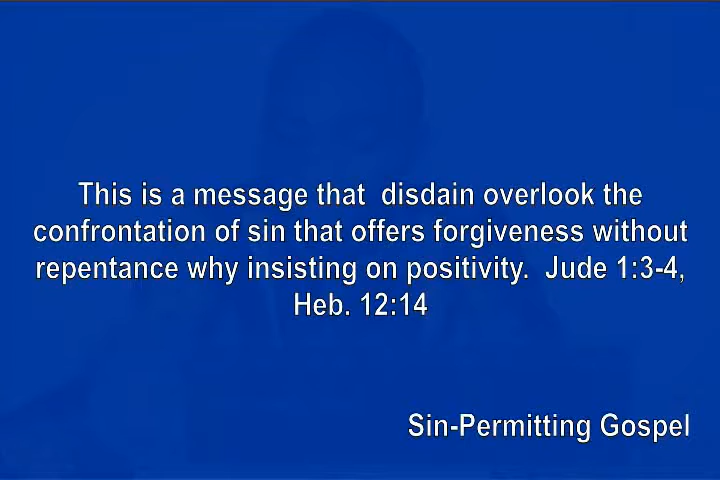 This is a message that  disdain overlook the
confrontation of sin that offers forgiveness without
repentance why insisting on positivity.  Jude 1:3-4,
Heb. 12:14
Sin-Permitting Gospel